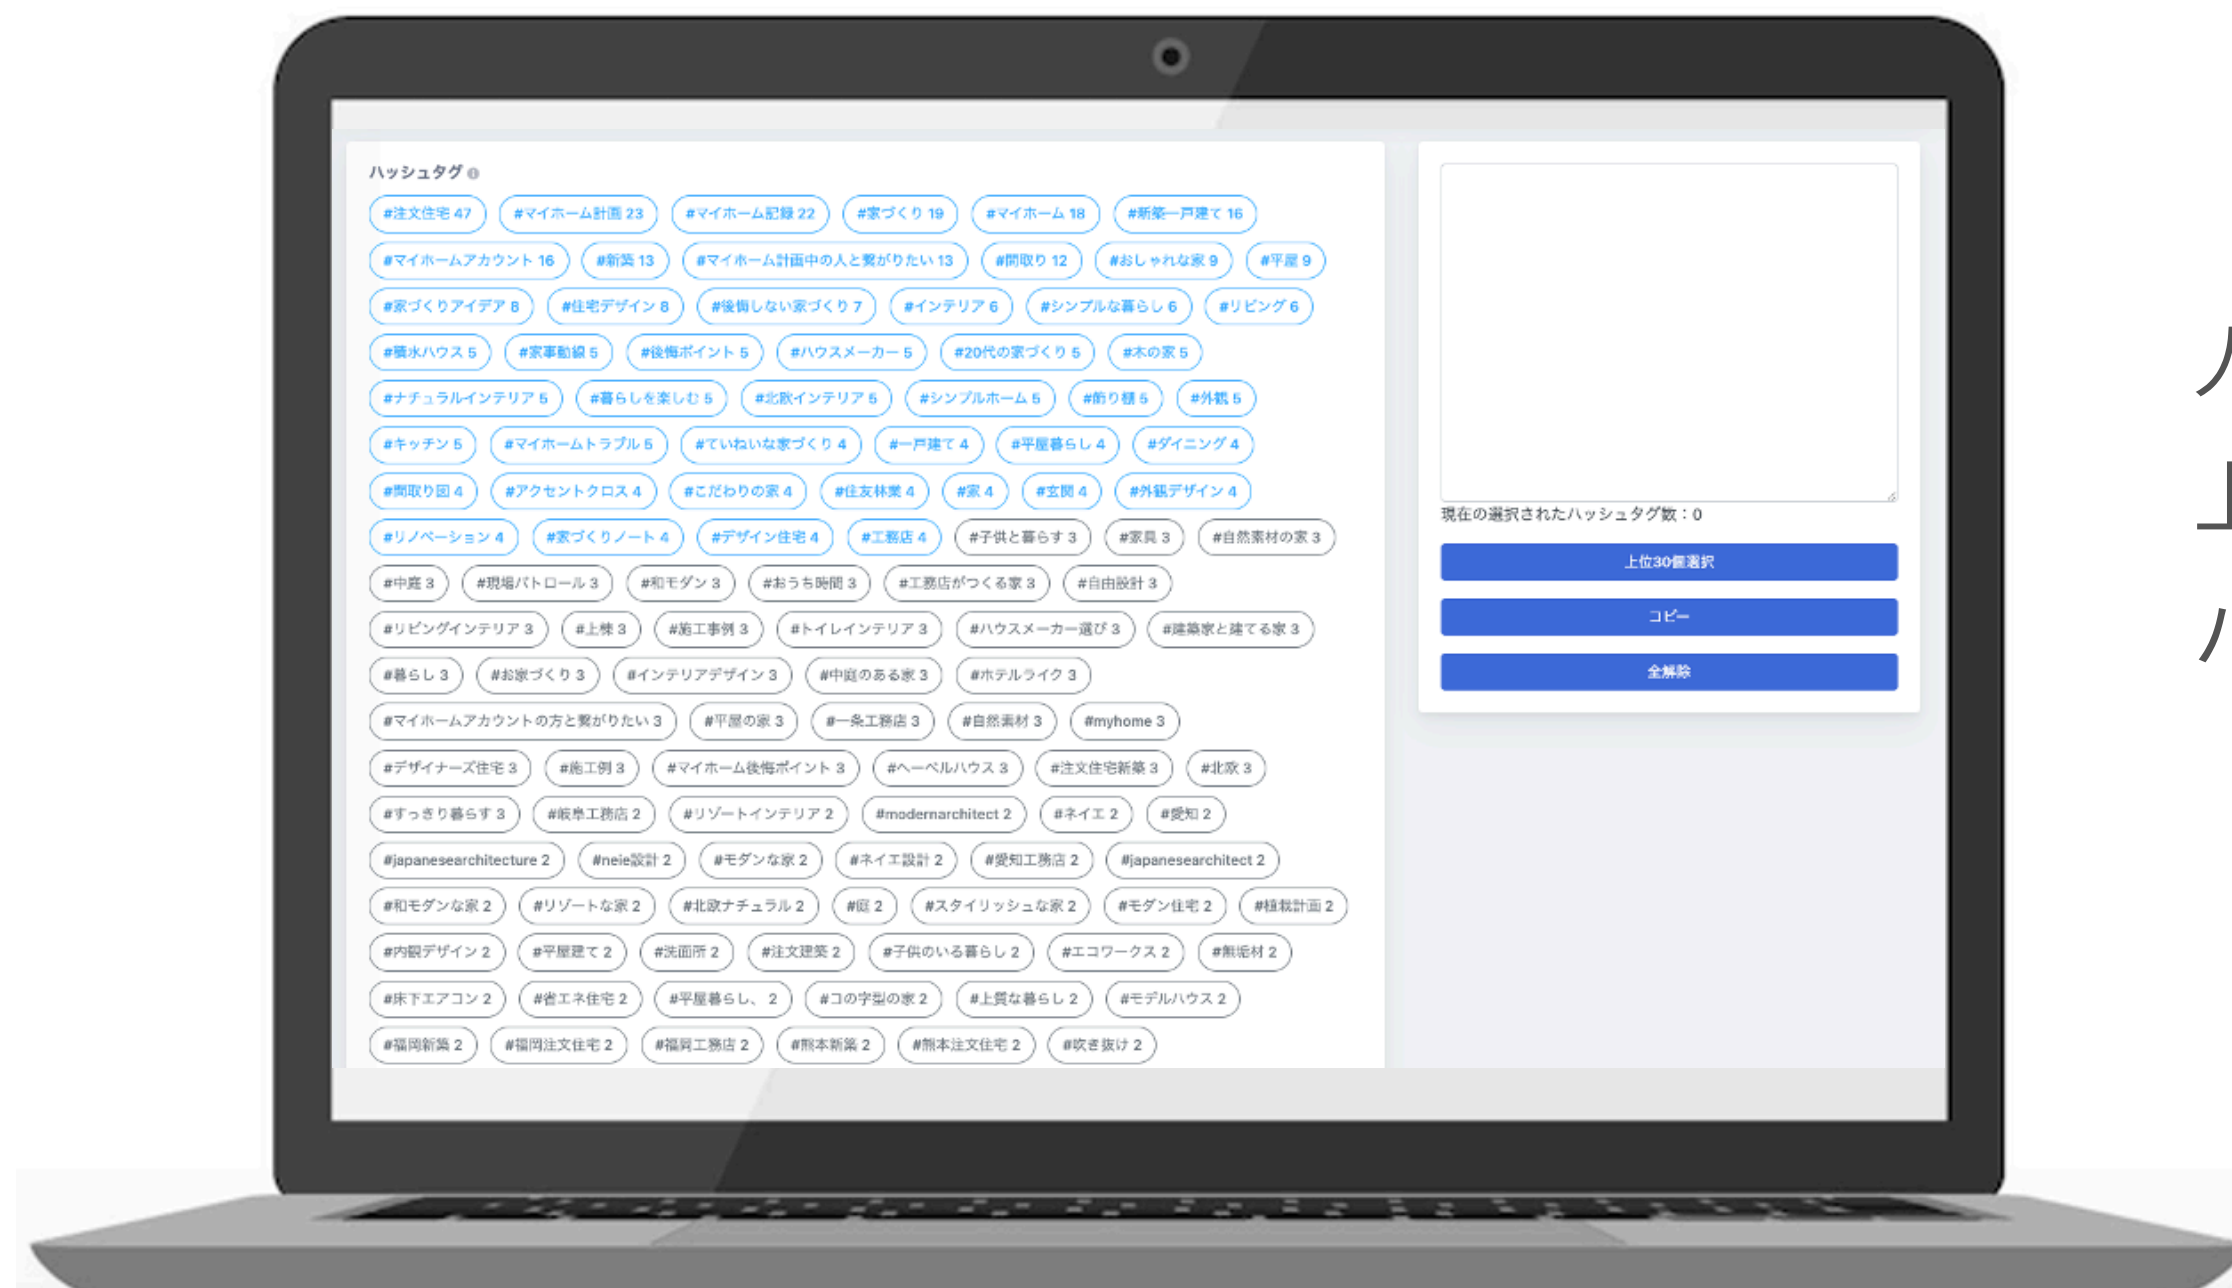 ハッシュタグ
#注文住宅 47 #マイホーム計画 23 #マイホーム記録 22 #家づくり 19 #マイホーム 18 #新築一戸建て 16
#マイホームアカウント 16 #新築 13 #マイホーム計画中の人と繋がりたい 13 #間取り 12 #おしゃれな家 9 #平屋 9
#家づくりアイデア 8 #住宅デザイン 8 #後悔しない家づくり 7 #インテリア 6 #シンプルな暮らし 6 #リビング 6
#積水ハウス 5 #家事動線 5 #後悔ポイント 5 #ハウスメーカー 5 #20代の家づくり 5 #木の家 5
#ナチュラルインテリア 5 #暮らしを楽しむ 5 #北欧インテリア 5 #シンプルホーム 5 #飾り棚 5 #外観 5
#キッチン 5 #マイホームトラブル 5 #ていねいな家づくり 4 #一戸建て 4 #平屋暮らし 4 #ダイニング 4
#間取り図 4 #アクセントクロス 4 #こだわりの家 4 #住友林業 4 #家 4 #玄関 4 #外観デザイン 4
#リノベーション 4 #家づくりノート 4 #デザイン住宅 4 #工務店 4 #子供と暮らす 3 #家具 3 #自然素材の家 3
#中庭 3 #現場パトロール 3 #和モダン 3 #おうち時間 3 #工務店がつくる家 3 #自由設計 3
#リビングインテリア 3 #上棟 3 #施工事例 3 #トイレインテリア 3 #ハウスメーカー選び 3 #建築家と建てる家 3
#暮らし 3 #お家づくり 3 #インテリアデザイン 3 #中庭のある家 3 #ホテルライク 3
#マイホームアカウントの方と繋がりたい 3 #平屋の家 3 #一条工務店 3 #自然素材 3 #myhome 3
#デザイナーズ住宅 3 #施工例 3 #マイホーム後悔ポイント 3 #ヘーベルハウス 3 #注文住宅新築 3 #北欧 3
#すっきり暮らす 3 #岐阜工務店 2 #リゾートインテリア 2 #modernarchitect 2 #ネイエ 2 #愛知 2
#japanesearchitecture 2 #neie設計 2 #モダンな家 2 #ネイエ設計 2 #愛知工務店 2 #japanesearchitect 2
#和モダンな家 2 #リゾートな家 2 #北欧ナチュラル 2 #庭 2 #スタイリッシュな家 2 #モダン住宅 2 #植栽計画 2
#内観デザイン 2 #平屋建て 2 #洗面所 2 #注文建築 2 #子供のいる暮らし 2 #エコワークス 2 #無垢材 2
#床下エアコン 2 #省エネ住宅 2 #平屋暮らし、 2 #コの字型の家 2 #上質な暮らし 2 #モデルハウス 2
#福岡新築 2 #福岡注文住宅 2 #福岡工務店 2 #熊本新築 2 #熊本注文住宅 2 #吹き抜け 2
現在の選択されたハッシュタグ数：0
上位30個選択
コピー
全解除